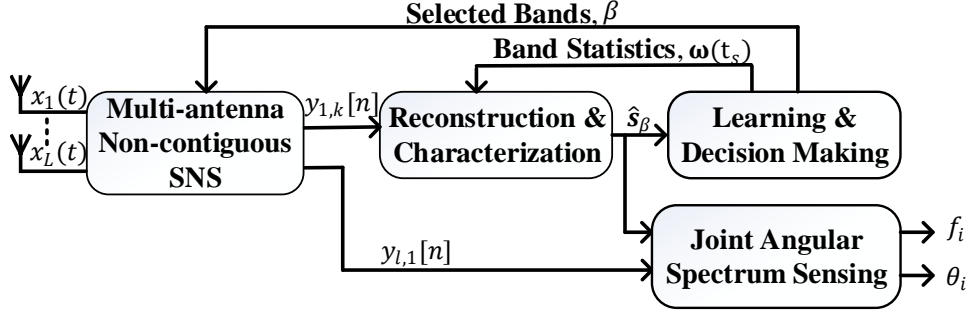 Selected Bands, β
Band Statistics, ω(t_s)
x_1(t)
x_L(t)
Multi-antenna
Non-contiguous
SNS
y_{1,k}[n]
Reconstruction &
Characterization
ŝ_β
Learning &
Decision Making
y_{l,1}[n]
Joint Angular
Spectrum Sensing
f_i
θ_i